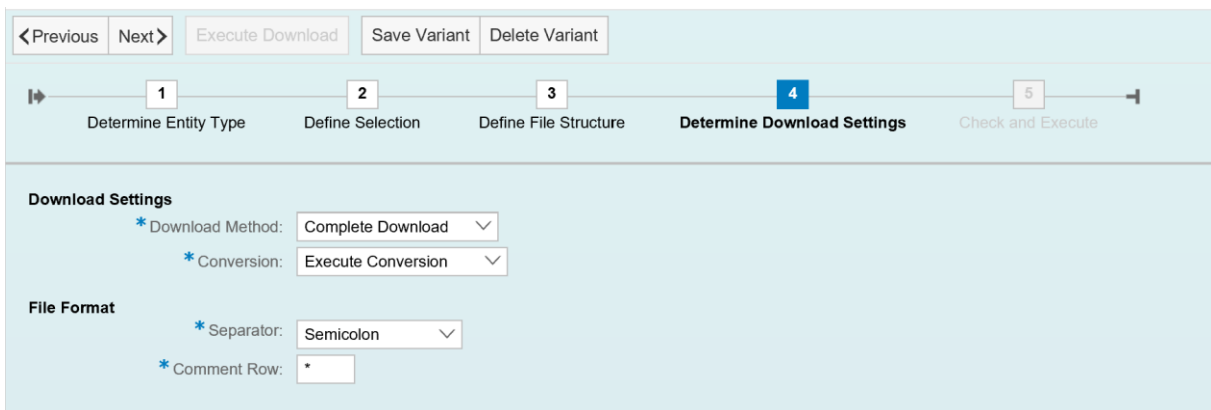 Previous Next Execute Download Save Variant Delete Variant
1 2 3 4 5
Determine Entity Type Define Selection Define File Structure Determine Download Settings Check and Execute
Download Settings
* Download Method: Complete Download
* Conversion: Execute Conversion
File Format
* Separator: Semicolon
* Comment Row: *